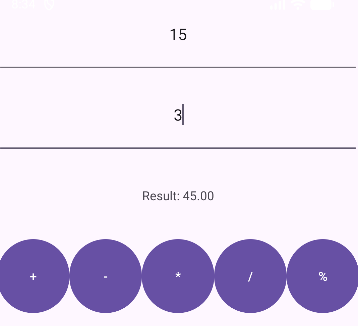 15
3
Result: 45.00
+ - * / %